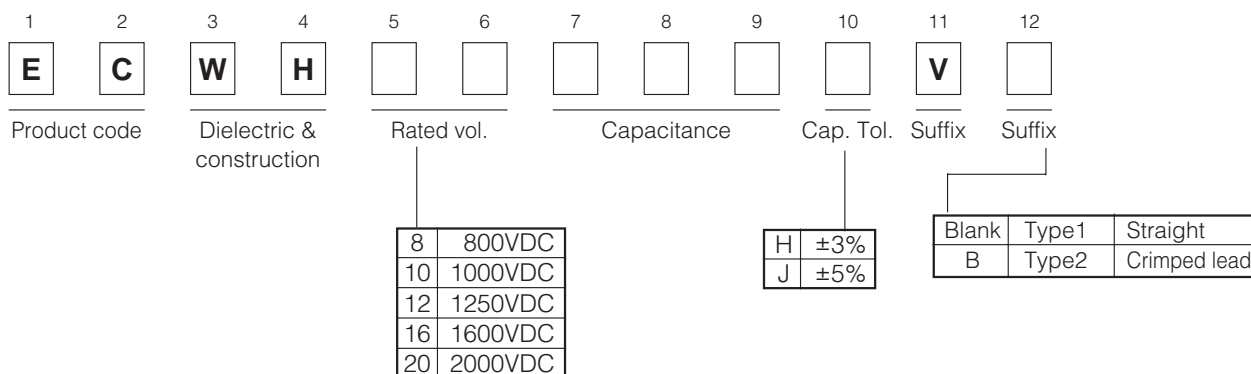 1 2 3 4 5 6 7 8 9 10 11 12
E C W H V
Product code Dielectric & Rated vol. Capacitance Cap. Tol. Suffix Suffix
construction
8 800VDC
10 1000VDC
12 1250VDC
16 1600VDC
20 2000VDC
H ±3%
J ±5%
Blank Type1 Straight
B Type2 Crimped lead